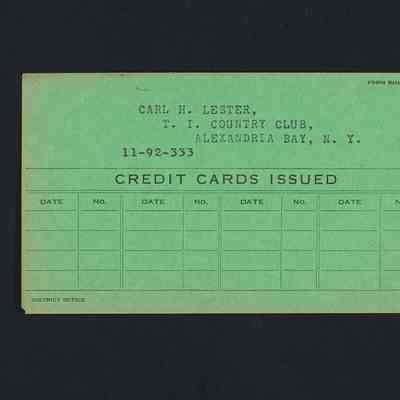 FORM
CARL H. LESTER,
T. I. COUNTRY CLUB,
ALEXANDRIA BAY, N. Y.
11-92-333
CREDIT CARDS ISSUED
DATE NO. DATE NO. DATE NO. DATE N
DISTRICT OFFICE